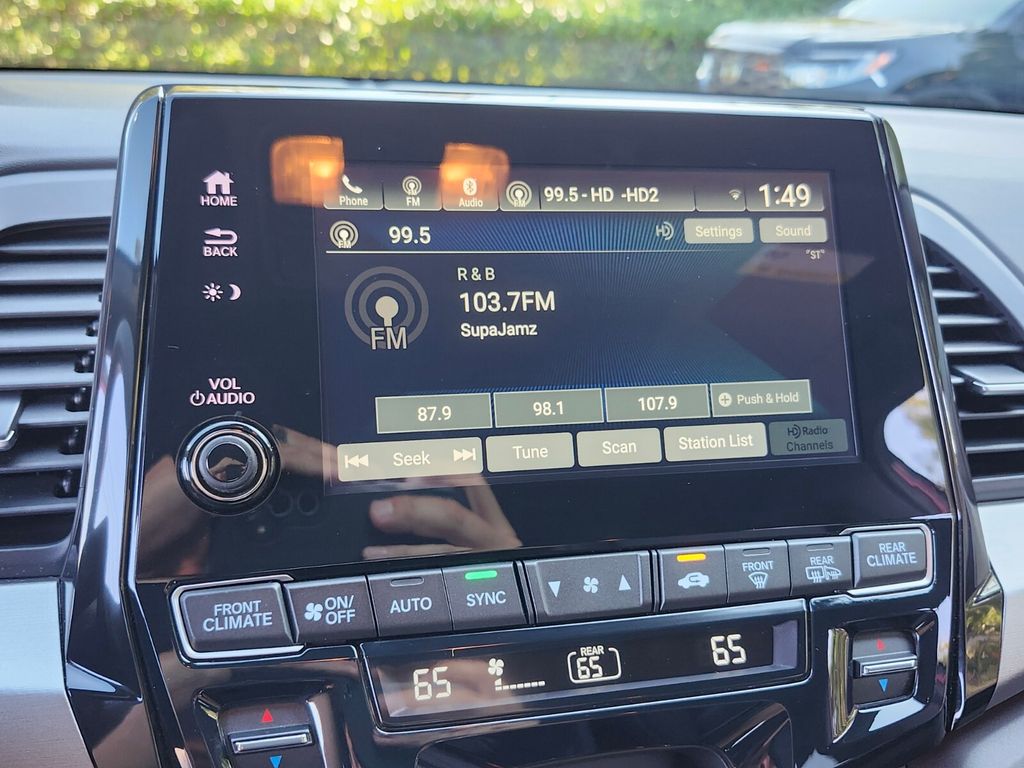 HOME
BACK
VOL
AUDIO
Phone
FM
Audio
99.5 - HD -HD2
1:49
99.5
HD
Settings
Sound
"ST"
FM
R & B
103.7FM
SupaJamz
87.9
98.1
107.9
Push & Hold
Seek
Tune
Scan
Station List
HD Radio
Channels
FRONT
CLIMATE
ON/
OFF
AUTO
SYNC
FRONT
REAR
REAR
CLIMATE
65
REAR
65
65